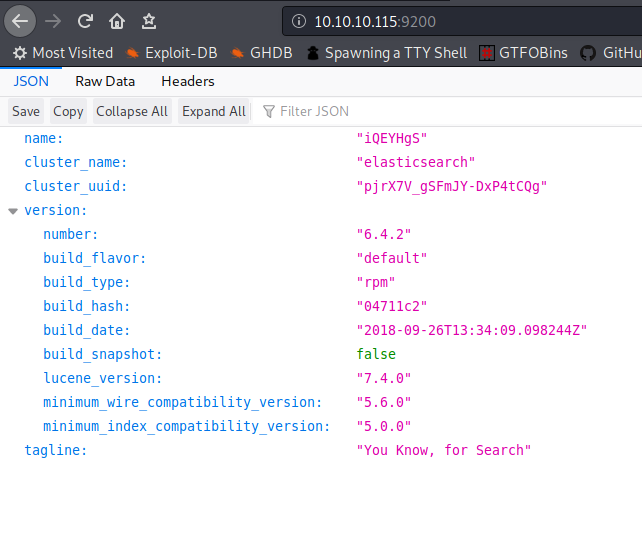 10.10.10.115:9200
Most Visited Exploit-DB GHDB Spawning a TTY Shell GTFOBins GitHu
JSON Raw Data Headers
Save Copy Collapse All Expand All Filter JSON
name: "iQEYHgS"
cluster_name: "elasticsearch"
cluster_uuid: "pjrX7V_gSFmJY-DxP4tCQg"
version:
number: "6.4.2"
build_flavor: "default"
build_type: "rpm"
build_hash: "04711c2"
build_date: "2018-09-26T13:34:09.098244Z"
build_snapshot: false
lucene_version: "7.4.0"
minimum_wire_compatibility_version: "5.6.0"
minimum_index_compatibility_version: "5.0.0"
tagline: "You Know, for Search"